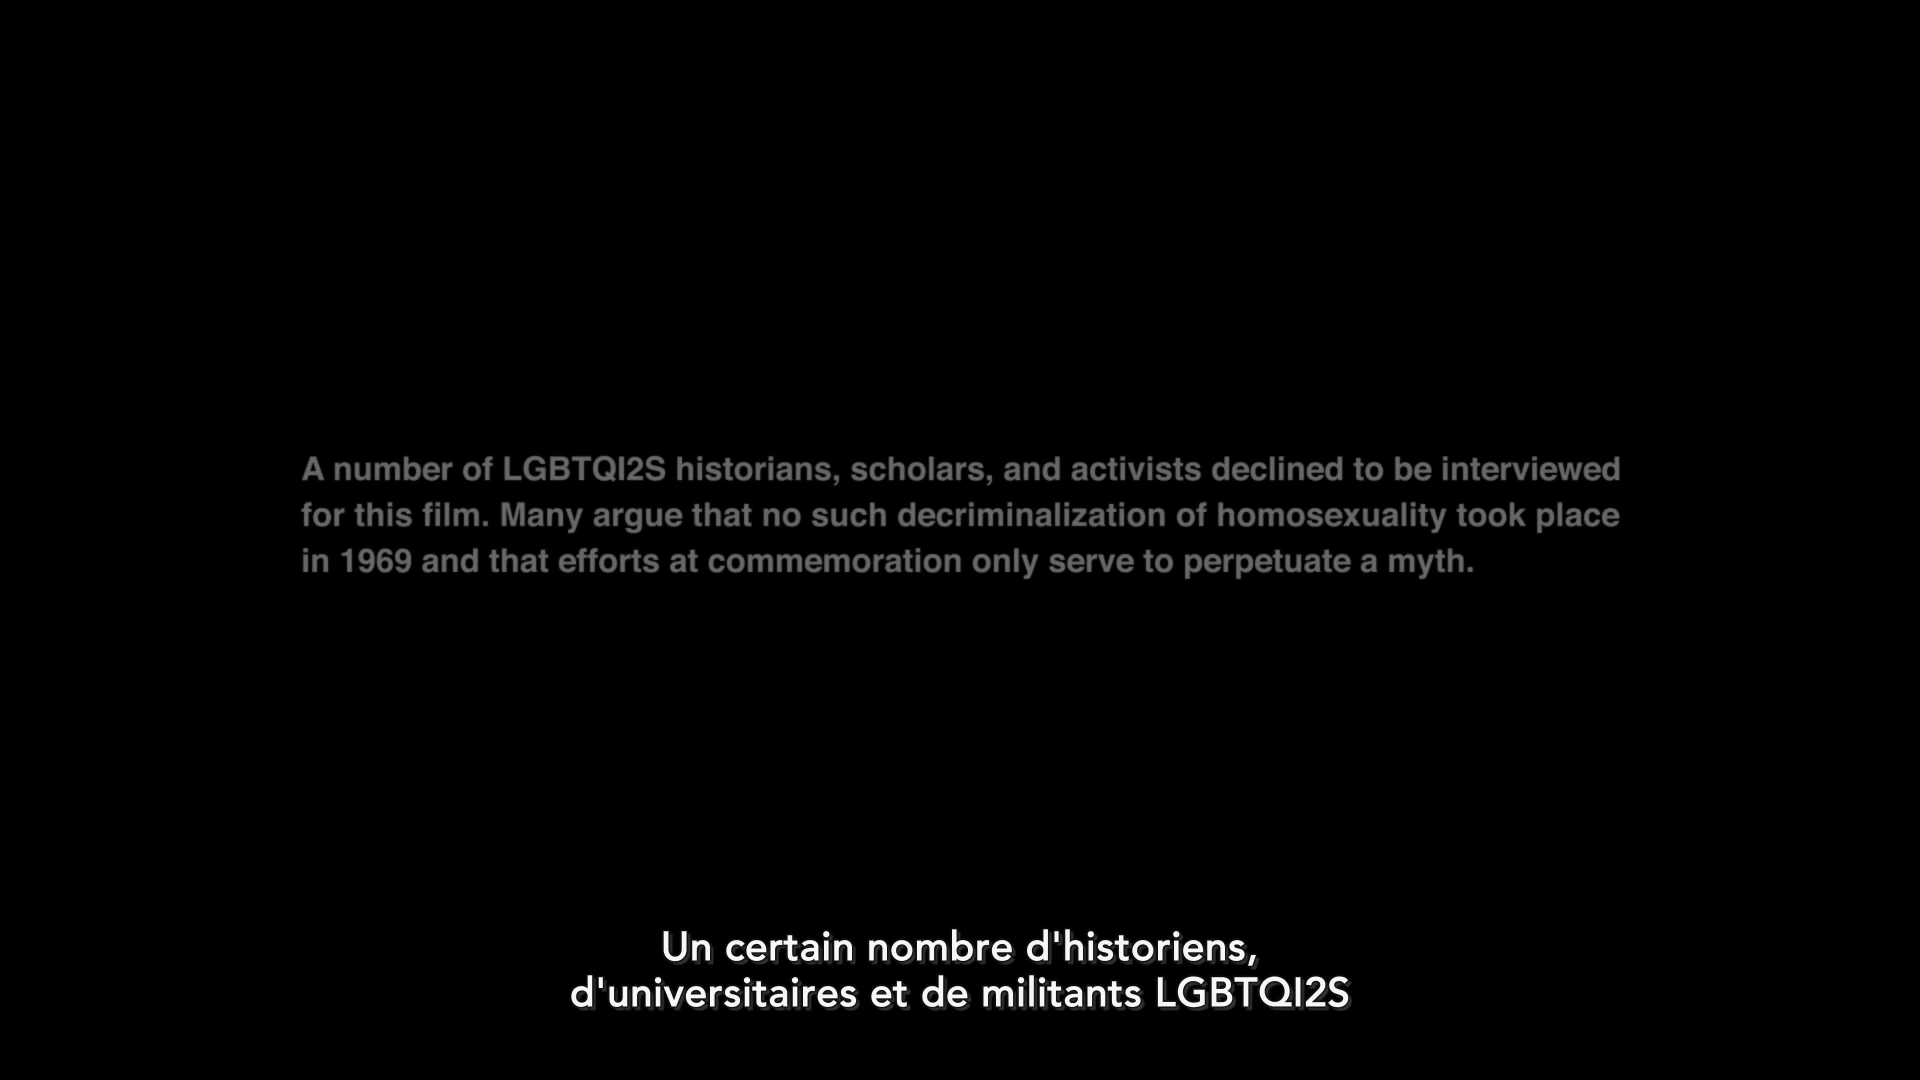 A number of LGBTQI2S historians, scholars, and activists declined to be interviewed
for this film. Many argue that no such decriminalization of homosexuality took place
in 1969 and that efforts at commemoration only serve to perpetuate a myth.
Un certain nombre d'historiens,
d'universitaires et de militants LGBTQI2S